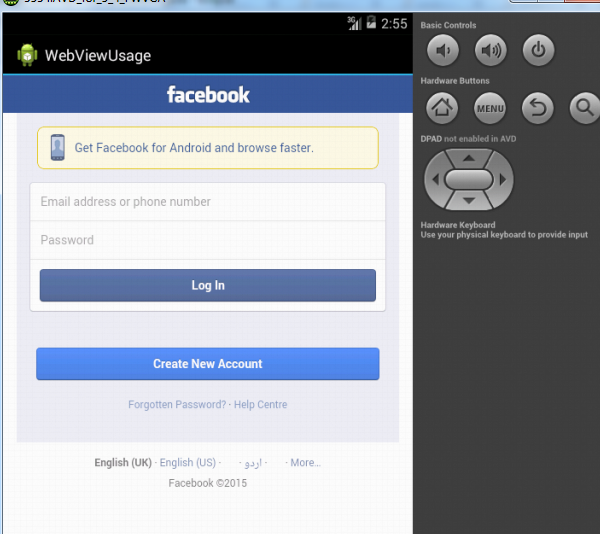 2:55
3G
WebViewUsage
facebook
Get Facebook for Android and browse faster.
Email address or phone number
Password
Log In
Create New Account
Forgotten Password? · Help Centre
English (UK) · English (US) · · اردو · · More...
Facebook ©2015
Basic Controls
Hardware Buttons
MENU
DPAD not enabled in AVD
Hardware Keyboard
Use your physical keyboard to provide input